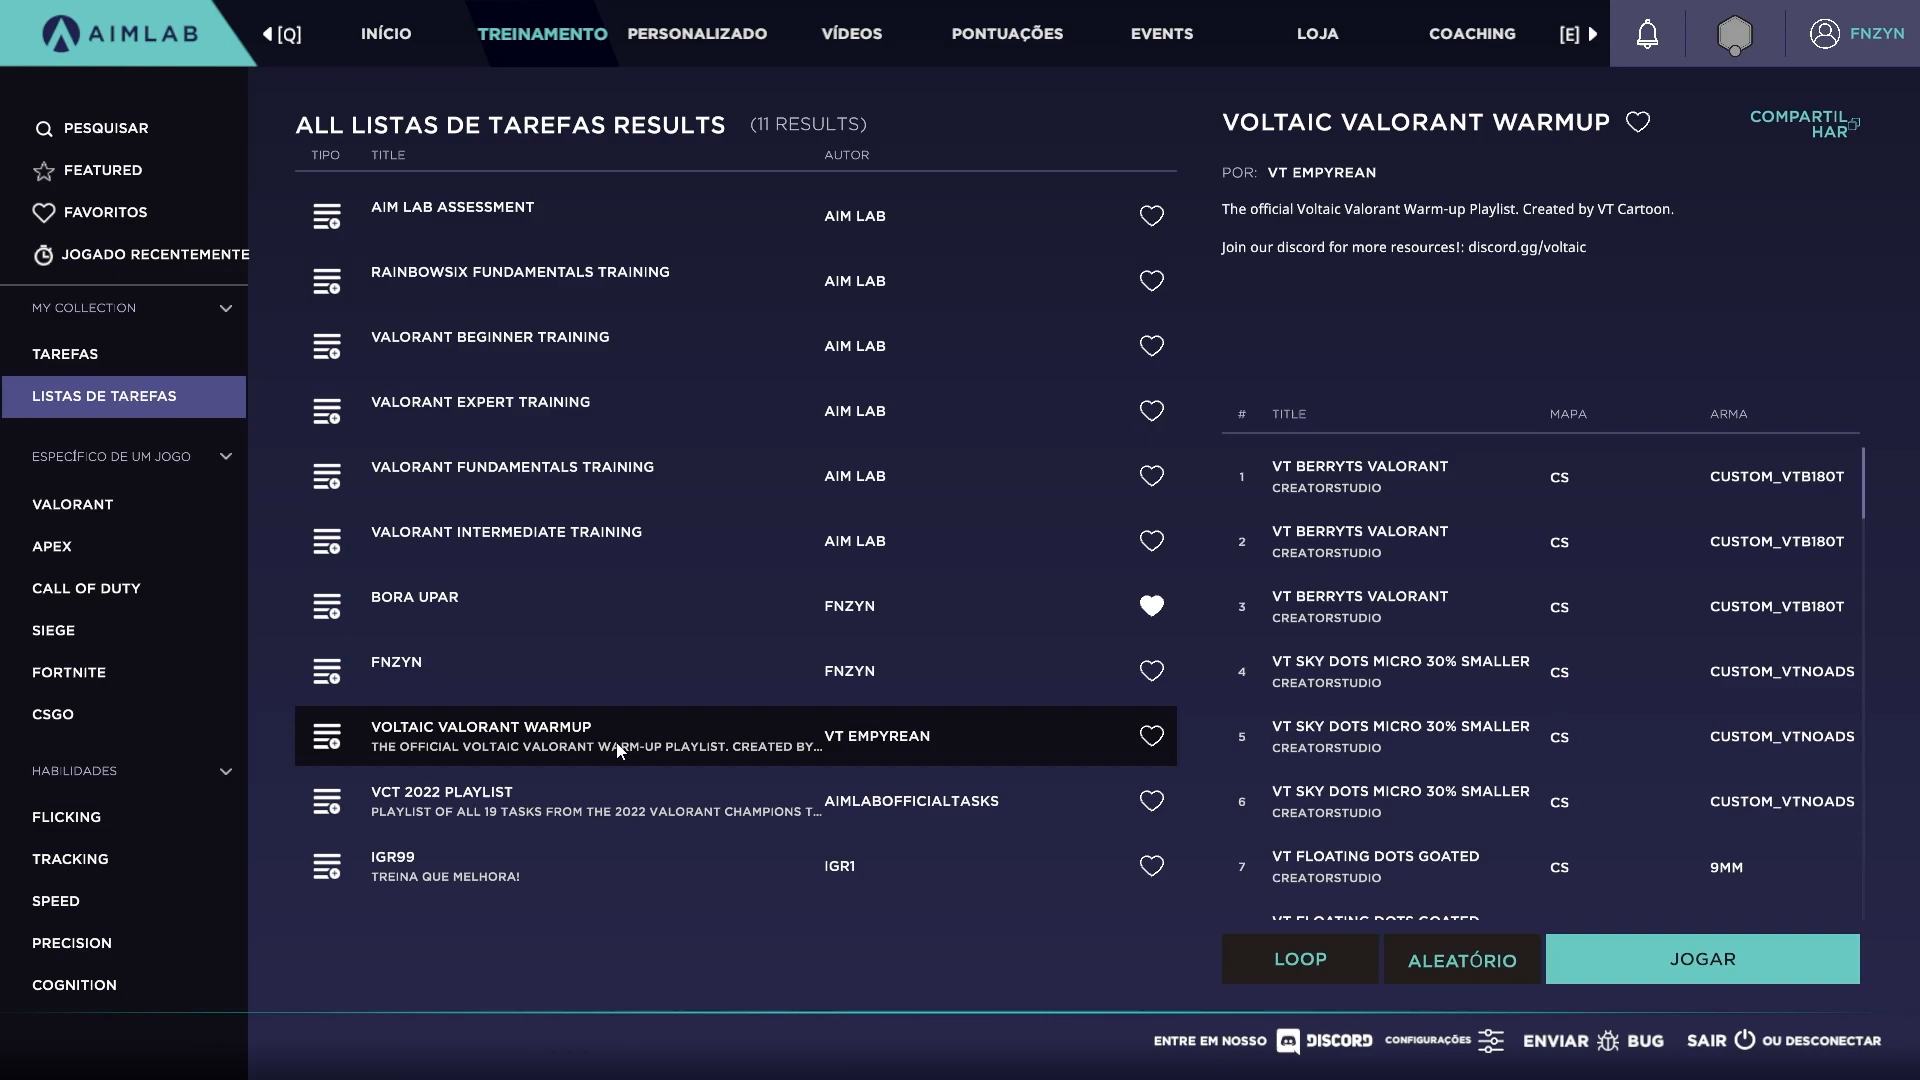 AIMLAB
[Q]
INÍCIO
TREINAMENTO
PERSONALIZADO
VÍDEOS
PONTUAÇÕES
EVENTS
LOJA
COACHING
[E]
FNZYN
PESQUISAR
FEATURED
FAVORITOS
JOGADO RECENTEMENTE
MY COLLECTION
TAREFAS
LISTAS DE TAREFAS
ESPECÍFICO DE UM JOGO
VALORANT
APEX
CALL OF DUTY
SIEGE
FORTNITE
CSGO
HABILIDADES
FLICKING
TRACKING
SPEED
PRECISION
COGNITION
ALL LISTAS DE TAREFAS RESULTS (11 RESULTS)
TIPO TITLE AUTOR
AIM LAB ASSESSMENT AIM LAB
RAINBOWSIX FUNDAMENTALS TRAINING AIM LAB
VALORANT BEGINNER TRAINING AIM LAB
VALORANT EXPERT TRAINING AIM LAB
VALORANT FUNDAMENTALS TRAINING AIM LAB
VALORANT INTERMEDIATE TRAINING AIM LAB
BORA UPAR FNZYN
FNZYN FNZYN
VOLTAIC VALORANT WARMUP VT EMPYREAN
THE OFFICIAL VOLTAIC VALORANT WARM-UP PLAYLIST. CREATED BY...
VCT 2022 PLAYLIST AIMLABOFFICIALTASKS
PLAYLIST OF ALL 19 TASKS FROM THE 2022 VALORANT CHAMPIONS T...
IGR99 IGR1
TREINA QUE MELHORA!
VOLTAIC VALORANT WARMUP
COMPARTIL
HAR
POR: VT EMPYREAN
The official Voltaic Valorant Warm-up Playlist. Created by VT Cartoon.
Join our discord for more resources!: discord.gg/voltaic
# TITLE MAPA ARMA
1 VT BERRYTS VALORANT CS CUSTOM_VTB180T
CREATORSTUDIO
2 VT BERRYTS VALORANT CS CUSTOM_VTB180T
CREATORSTUDIO
3 VT BERRYTS VALORANT CS CUSTOM_VTB180T
CREATORSTUDIO
4 VT SKY DOTS MICRO 30% SMALLER CS CUSTOM_VTNOADS
CREATORSTUDIO
5 VT SKY DOTS MICRO 30% SMALLER CS CUSTOM_VTNOADS
CREATORSTUDIO
6 VT SKY DOTS MICRO 30% SMALLER CS CUSTOM_VTNOADS
CREATORSTUDIO
7 VT FLOATING DOTS GOATED CS 9MM
CREATORSTUDIO
VT FLOATING DOTS GOATED
LOOP
ALEATÓRIO
JOGAR
ENTRE EM NOSSO DISCORD
CONFIGURAÇÕES
ENVIAR BUG
SAIR OU DESCONECTAR